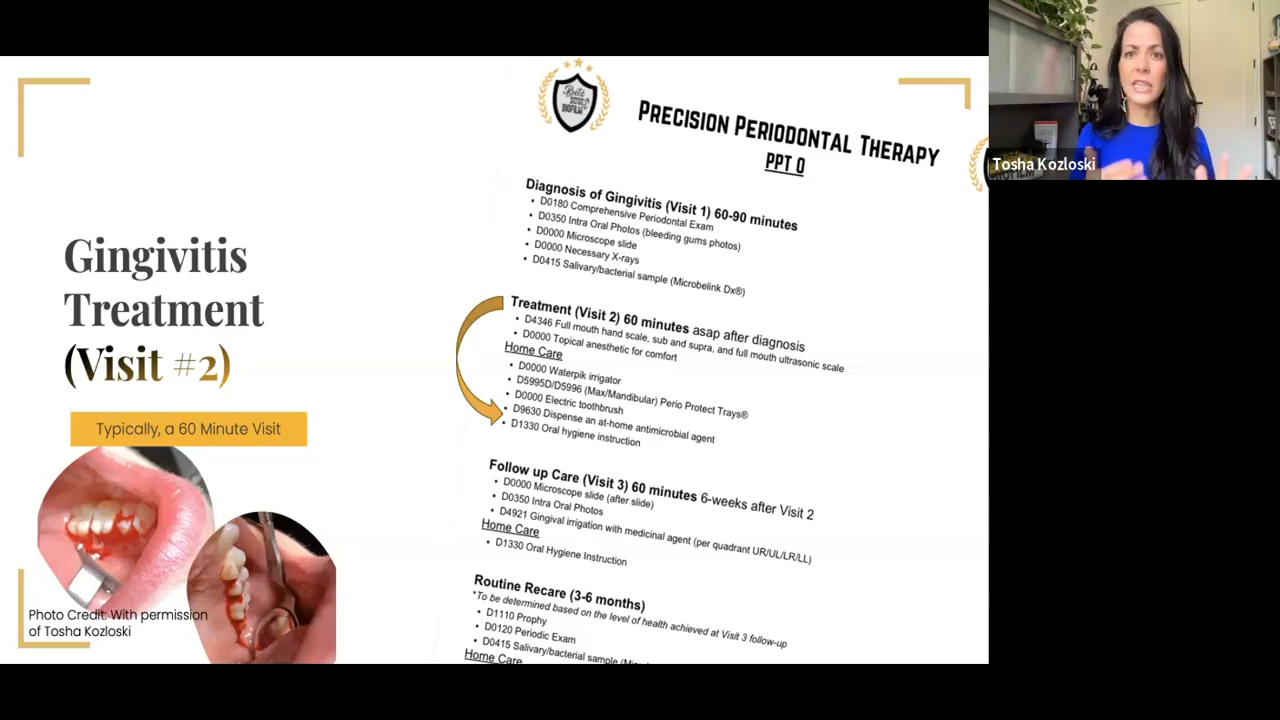 Gingivitis
Treatment
(Visit #2)
Typically, a 60 Minute Visit
Photo Credit: With permission
of Tosha Kozloski
PRECISION PERIODONTAL THERAPY
PPT 0
Diagnosis of Gingivitis (Visit 1) 60-90 minutes
• D0180 Comprehensive Periodontal Exam
• D0350 Intra Oral Photos (bleeding gums photos)
• D0000 Microscope slide
• D0000 Necessary X-rays
• D0415 Salivary/bacterial sample (Microbelink Dx®)
Treatment (Visit 2) 60 minutes asap after diagnosis
• D4346 Full mouth hand scale, sub and supra, and full mouth ultrasonic scale
• D0000 Topical anesthetic for comfort
Home Care
• D0000 Waterpik irrigator
• D5995D/D5996 (Max/Mandibular) Perio Protect Trays®
• D0000 Electric toothbrush
• D9630 Dispense an at-home antimicrobial agent
• D1330 Oral hygiene instruction
Follow up Care (Visit 3) 60 minutes 6-weeks after Visit 2
• D0000 Microscope slide (after slide)
• D0350 Intra Oral Photos
• D4921 Gingival irrigation with medicinal agent (per quadrant UR/UL/LR/LL)
Home Care
• D1330 Oral Hygiene Instruction
Routine Recare (3-6 months)
*To be determined based on the level of health achieved at Visit 3 follow-up
• D1110 Prophy
• D0120 Periodic Exam
• D0415 Salivary/bacterial sample
Home Care
Tosha Kozloski